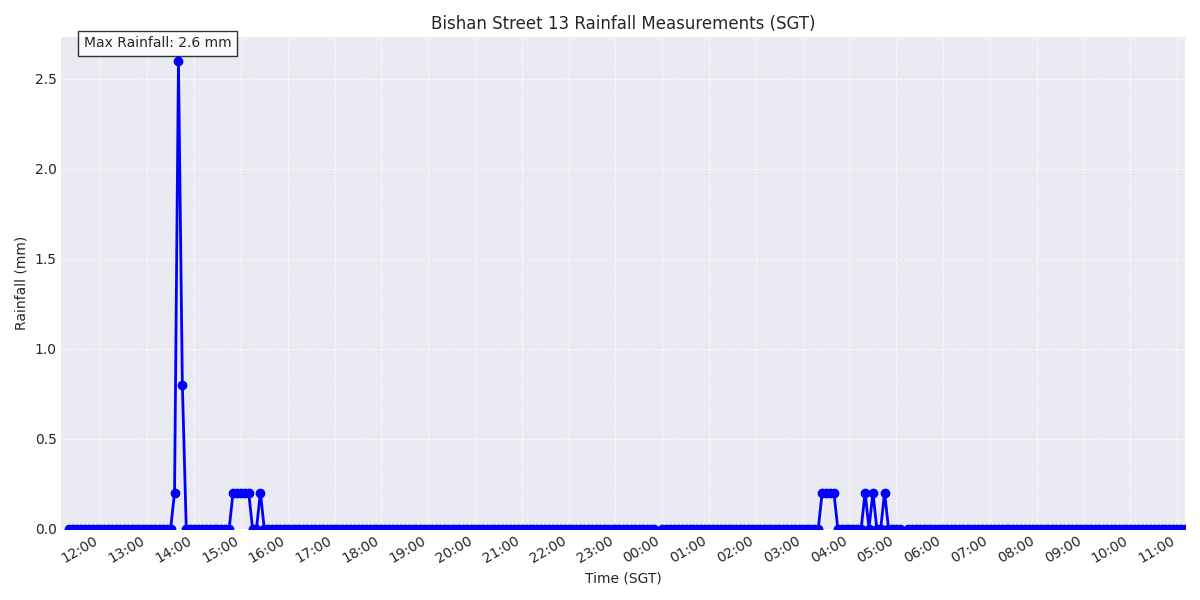 Bishan Street 13 Rainfall Measurements (SGT)
Max Rainfall: 2.6 mm
Rainfall (mm)
2.5
2.0
1.5
1.0
0.5
0.0
12:00 13:00 14:00 15:00 16:00 17:00 18:00 19:00 20:00 21:00 22:00 23:00 00:00 01:00 02:00 03:00 04:00 05:00 06:00 07:00 08:00 09:00 10:00 11:00
Time (SGT)